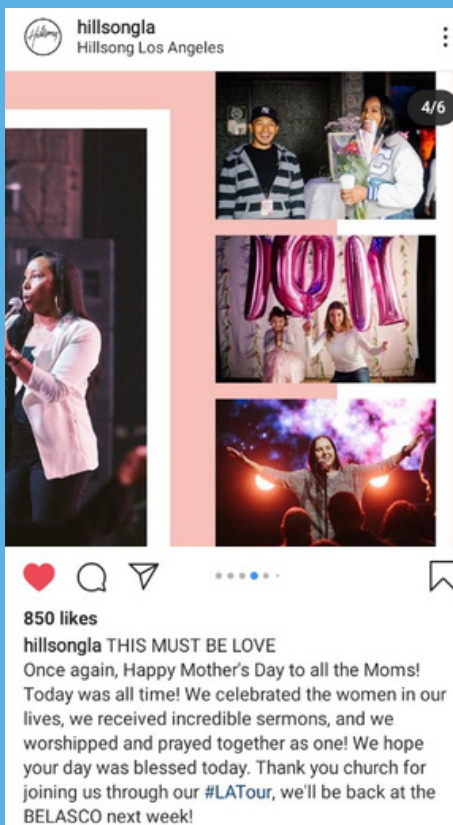 Hillsong
hillsongla
Hillsong Los Angeles
4/6
850 likes
hillsongla THIS MUST BE LOVE
Once again, Happy Mother's Day to all the Moms!
Today was all time! We celebrated the women in our
lives, we received incredible sermons, and we
worshipped and prayed together as one! We hope
your day was blessed today. Thank you church for
joining us through our #LATour, we'll be back at the
BELASCO next week!